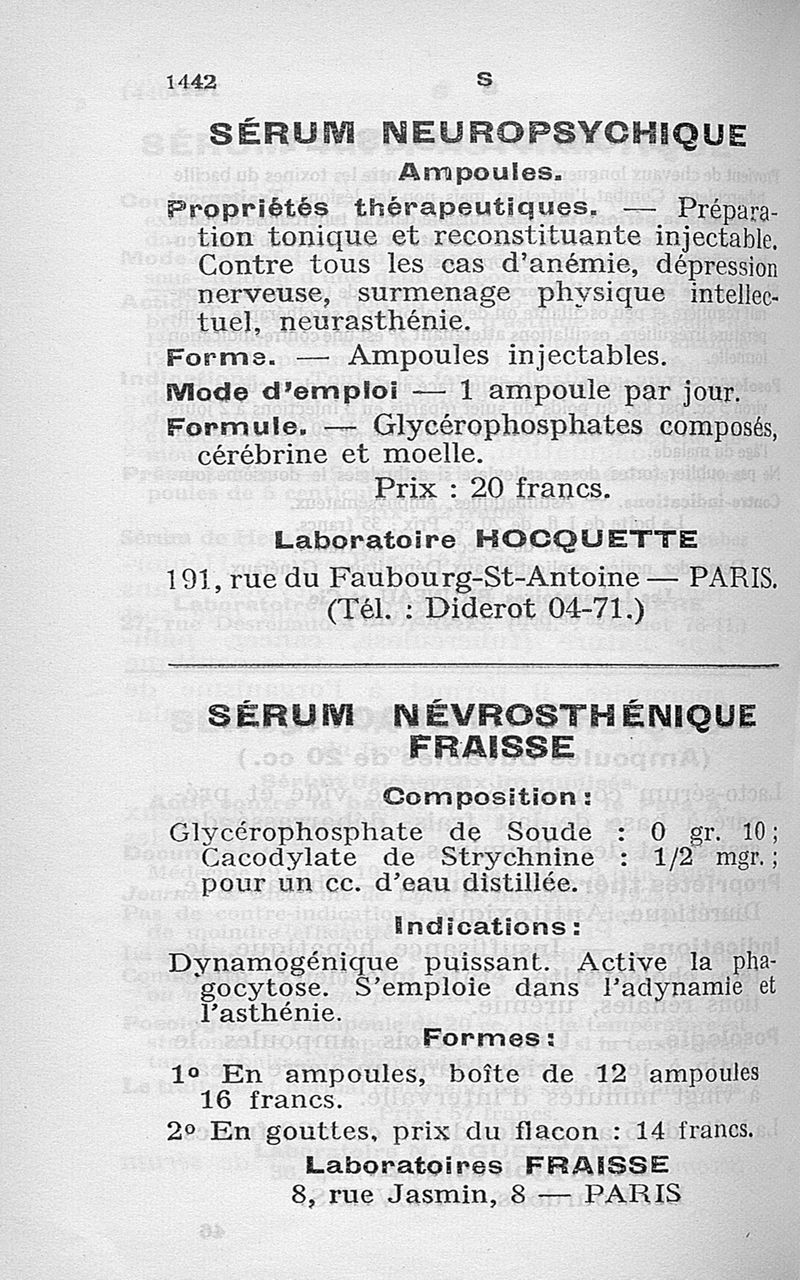 1442
S
SÉRUM NEUROPSYCHIQUE
Ampoules.
Propriétés thérapeutiques. — Prépara-
tion tonique et reconstituante injectable.
Contre tous les cas d'anémie, dépression
nerveuse, surmenage physique intellec-
tuel, neurasthénie.
Forme. — Ampoules injectables.
Mode d'emploi — 1 ampoule par jour.
Formule. — Glycérophosphates composés,
cérébrine et moelle.
Prix : 20 francs.
Laboratoire HOCQUETTE
191, rue du Faubourg-St-Antoine — PARIS.
(Tél. : Diderot 04-71.)
SÉRUM NÉVROSTHÉNIQUE
FRAISSE
Composition :
Glycérophosphate de Soude : 0 gr. 10 ;
Cacodylate de Strychnine : 1/2 mgr. ;
pour un cc. d'eau distillée.
Indications :
Dynamogénique puissant. Active la pha-
gocytose. S'emploie dans l'adynamie et
l'asthénie.
Formes :
1º En ampoules, boîte de 12 ampoules
16 francs.
2º En gouttes, prix du flacon : 14 francs.
Laboratoires FRAISSE
8, rue Jasmin, 8 — PARIS